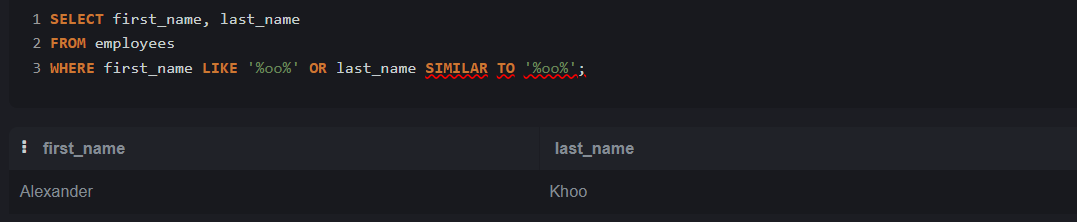 1 SELECT first_name, last_name
2 FROM employees
3 WHERE first_name LIKE '%oo%' OR last_name SIMILAR TO '%oo%';
first_name last_name
Alexander Khoo